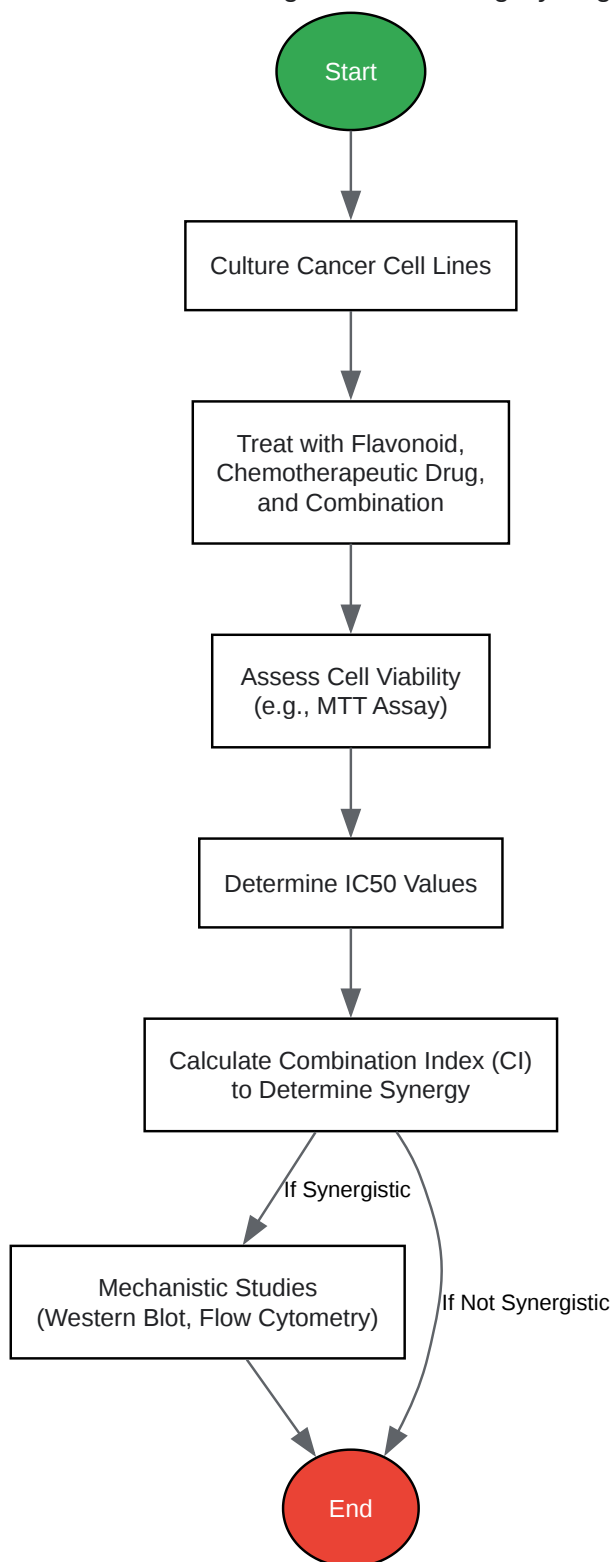 Start
Culture Cancer Cell Lines
Treat with Flavonoid,
Chemotherapeutic Drug,
and Combination
Assess Cell Viability
(e.g., MTT Assay)
Determine IC50 Values
Calculate Combination Index (CI)
to Determine Synergy
If Synergistic
Mechanistic Studies
(Western Blot, Flow Cytometry)
If Not Synergistic
End